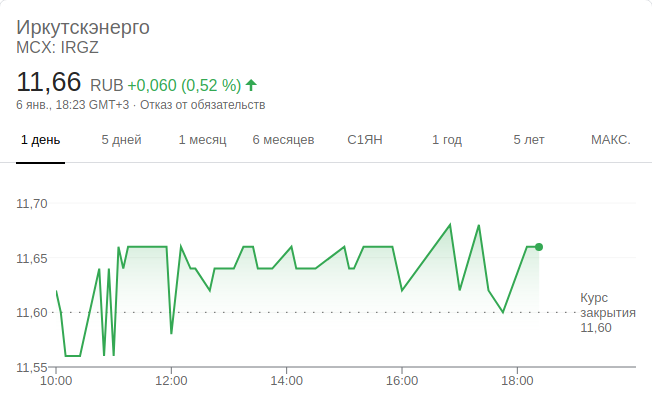 Иркутскэнерго
MCX: IRGZ
11,66 RUB +0,060 (0,52 %)
6 янв., 18:23 GMT+3 · Отказ от обязательств
1 день 5 дней 1 месяц 6 месяцев С1ЯН 1 год 5 лет МАКС.
11,70
11,65
11,60
11,55
Курс
закрытия
11,60
10:00 12:00 14:00 16:00 18:00